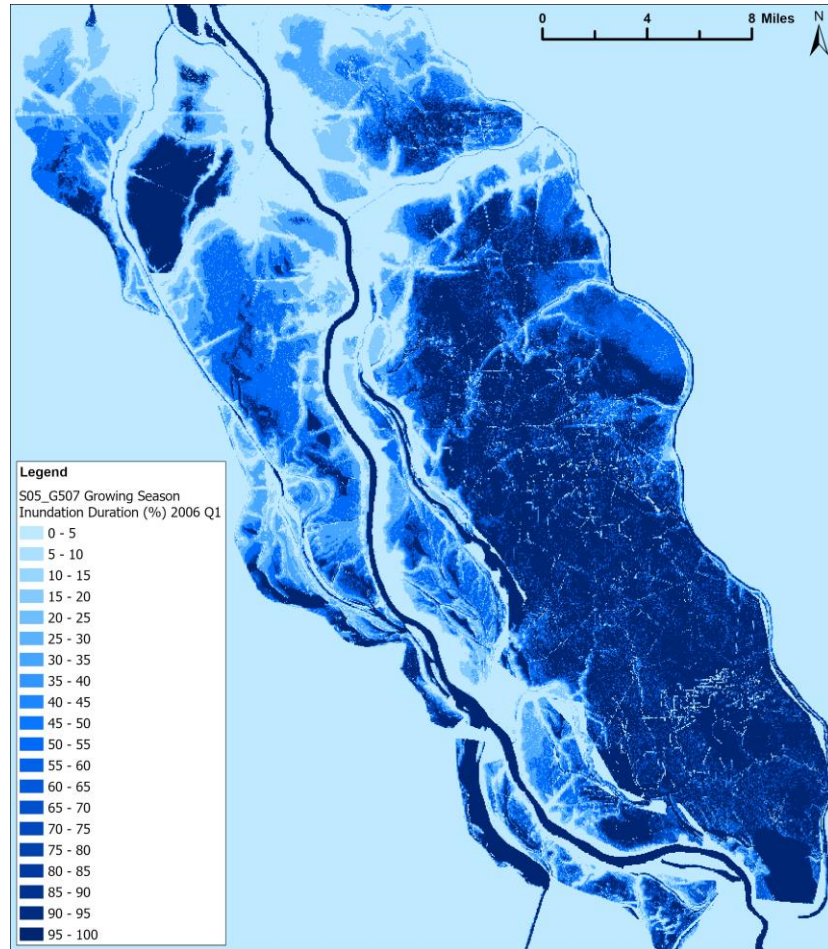 0 4 8 Miles
N
Legend
S05_G507 Growing Season
Inundation Duration (%) 2006 Q1
0 - 5
5 - 10
10 - 15
15 - 20
20 - 25
25 - 30
30 - 35
35 - 40
40 - 45
45 - 50
50 - 55
55 - 60
60 - 65
65 - 70
70 - 75
75 - 80
80 - 85
85 - 90
90 - 95
95 - 100